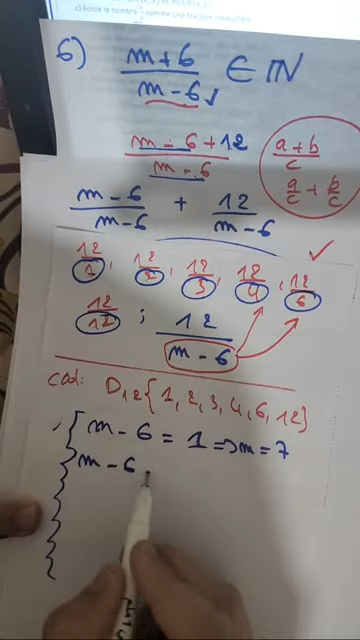 c) Ecrire le nombre comme une fraction
6) m+6/m-6 ∈ IN
m-6+12/m-6
a+b/c
a/c + b/c
m-6/m-6 + 12/m-6
12/1, 12/2, 12/3, 12/4, 12/6
12/12 ; 12/m-6
cad: D12{1, 2, 3, 4, 6, 12}
m-6 = 1 => m = 7
m-6